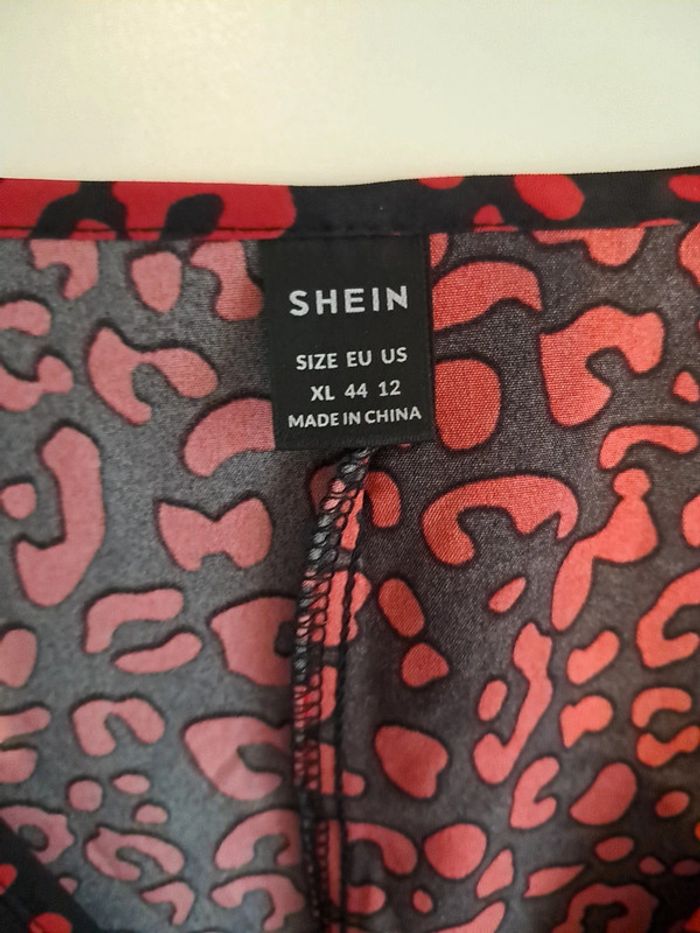 SHEIN
SIZE EU US
XL 44 12
MADE IN CHINA